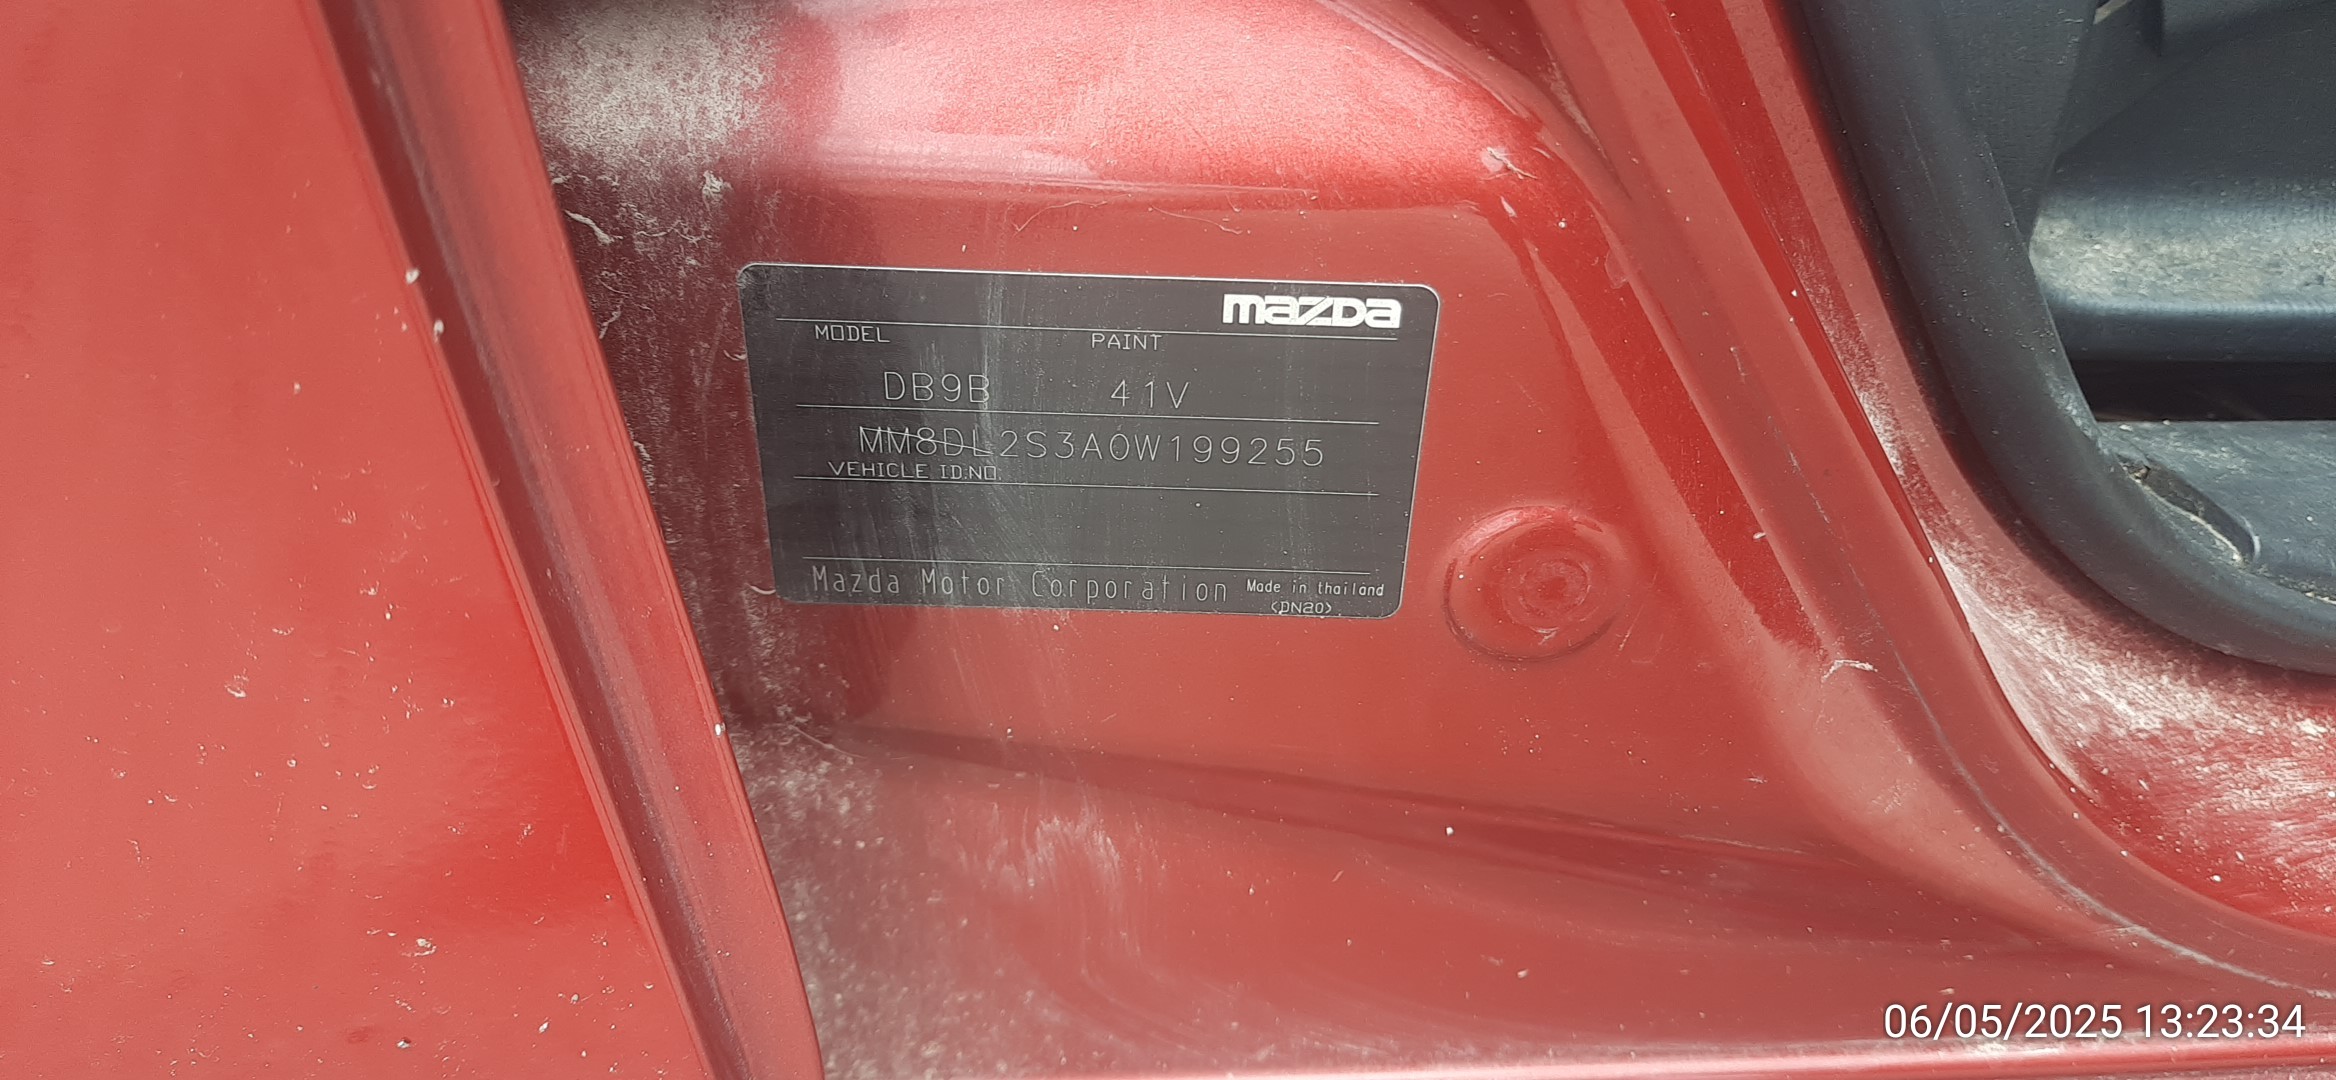 mazda
MODEL PAINT
DB9B 41V
MM8DL2S3A0W199255
VEHICLE ID.NO.
Mazda Motor Corporation Made in thailand
(DN20)
06/05/2025 13:23:34